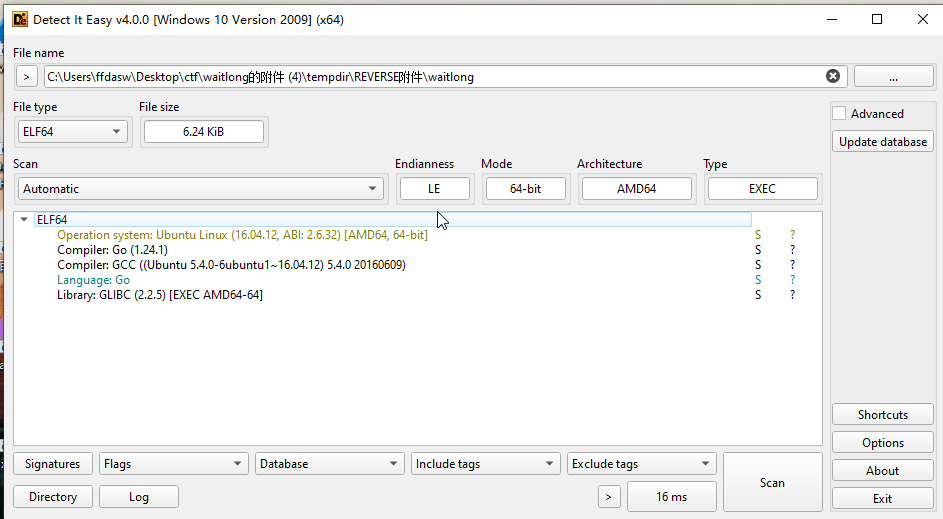 Detect It Easy v4.0.0 [Windows 10 Version 2009] (x64)
File name
> C:\Users\ffdasw\Desktop\ctf\waitlong的附件 (4)\tempdir\REVERSE附件\waitlong ...
File type File size
ELF64 6.24 KiB
Advanced
Update database
Scan Endianness Mode Architecture Type
Automatic LE 64-bit AMD64 EXEC
ELF64
Operation system: Ubuntu Linux (16.04.12, ABI: 2.6.32) [AMD64, 64-bit] S ?
Compiler: Go (1.24.1) S ?
Compiler: GCC ((Ubuntu 5.4.0-6ubuntu1~16.04.12) 5.4.0 20160609) S ?
Language: Go S ?
Library: GLIBC (2.2.5) [EXEC AMD64-64] S ?
Shortcuts
Options
About
Exit
Signatures Flags Database Include tags Exclude tags Scan
Directory Log > 16 ms